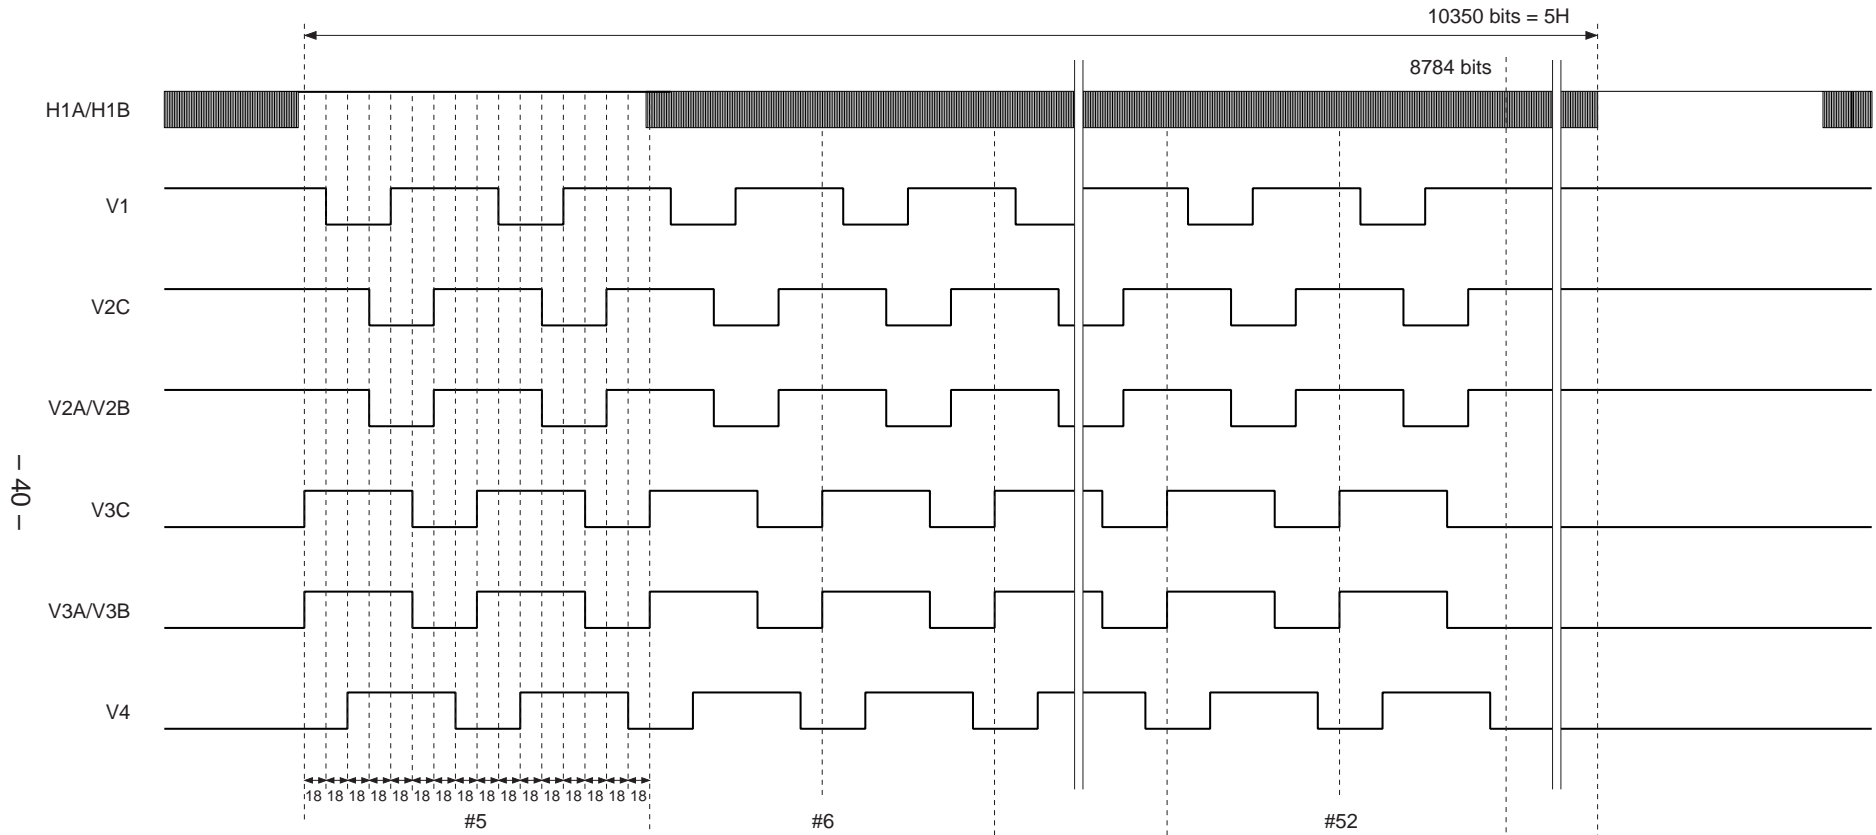 10350 bits = 5H
8784 bits
H1A/H1B
V1
V2C
V2A/V2B
– 40 –
V3C
V3A/V3B
V4
18 18 18 18 18 18 18 18 18 18 18 18 18 18 18 18
#5 #6 #52